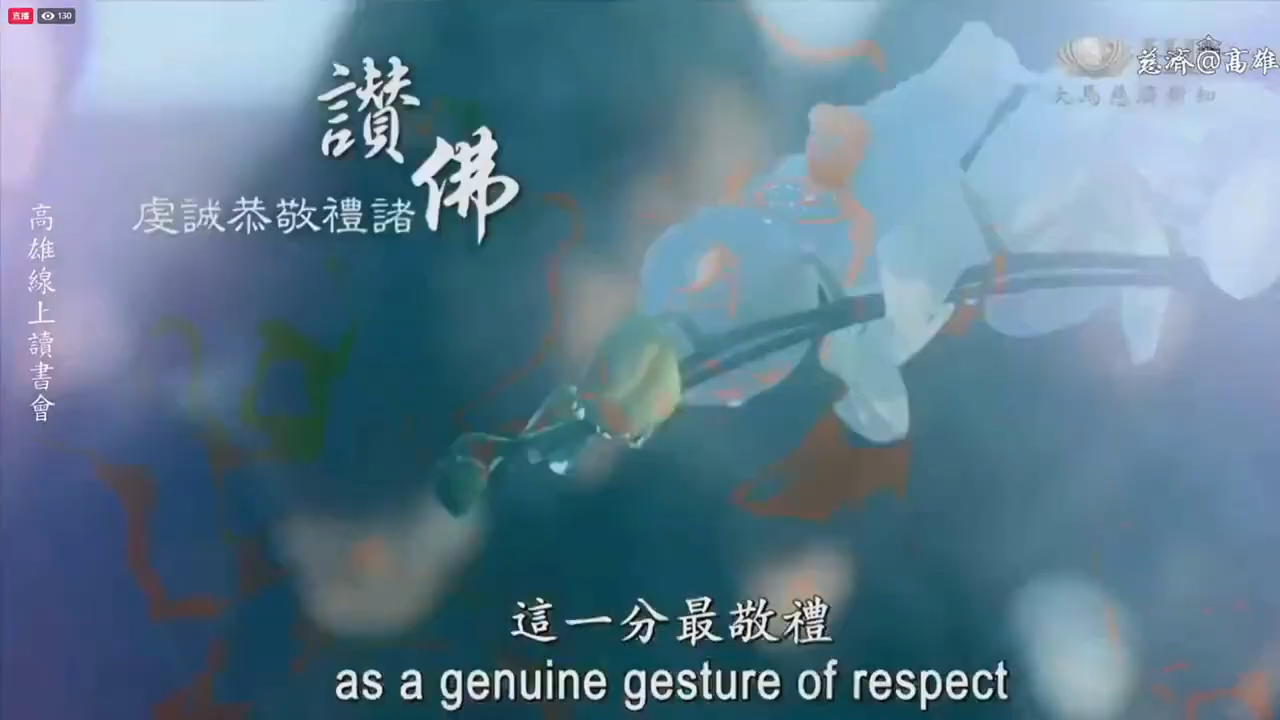 直播 130
慈濟@高雄
大馬慈濟新知
讚佛
虔誠恭敬禮諸
高雄線上讀書會
這一分最敬禮
as a genuine gesture of respect